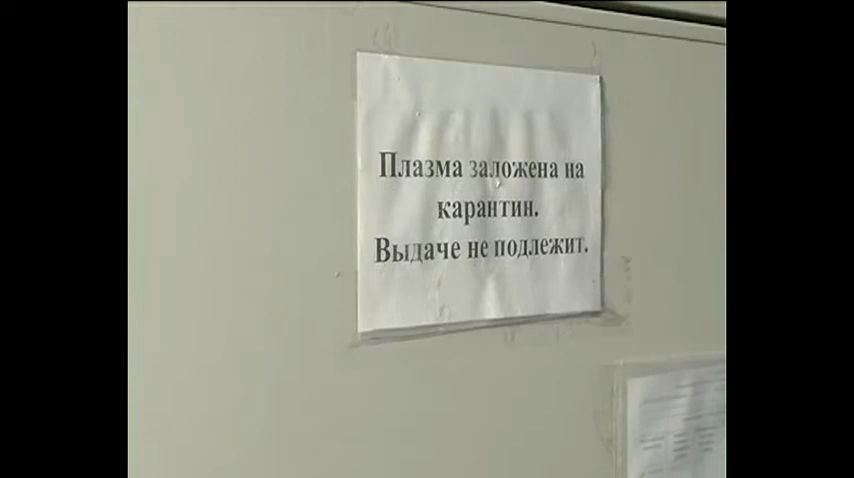 Плазма заложена на
карантин.
Выдаче не подлежит.